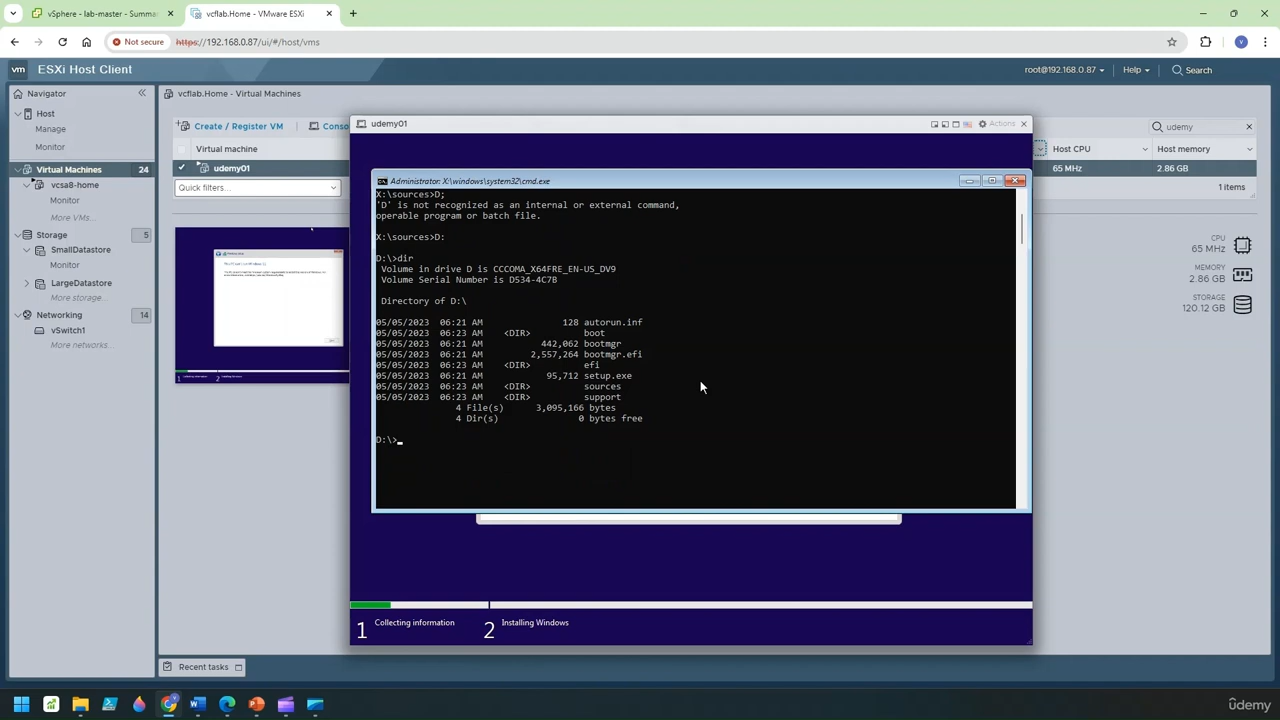 vSphere - lab-master - Summar
vcflab.Home - VMware ESXi
Not secure
https://192.168.0.87/ui/#/host/vms
vm
ESXi Host Client
root@192.168.0.87
Help
Search
Navigator
Host
Manage
Monitor
Virtual Machines 24
vcsa8-home
Monitor
More VMs...
Storage 5
SmallDatastore
Monitor
LargeDatastore
More storage...
Networking 14
vSwitch1
More networks...
vcflab.Home - Virtual Machines
Create / Register VM
Conso
Virtual machine
udemy01
Quick filters...
udemy
Host CPU
Host memory
65 MHz
2.86 GB
1 items
CPU
65 MHz
MEMORY
2.86 GB
STORAGE
120.12 GB
udemy01
Actions
Administrator: X:\windows\system32\cmd.exe
X:\sources>D;
'D' is not recognized as an internal or external command,
operable program or batch file.
X:\sources>D:
D:\>dir
Volume in drive D is CCCOMA_X64FRE_EN-US_DV9
Volume Serial Number is D534-4C7B
Directory of D:\
05/05/2023 06:21 AM 128 autorun.inf
05/05/2023 06:23 AM <DIR> boot
05/05/2023 06:21 AM 442,062 bootmgr
05/05/2023 06:21 AM 2,557,264 bootmgr.efi
05/05/2023 06:23 AM <DIR> efi
05/05/2023 06:21 AM 95,712 setup.exe
05/05/2023 06:23 AM <DIR> sources
05/05/2023 06:23 AM <DIR> support
4 File(s) 3,095,166 bytes
4 Dir(s) 0 bytes free
D:\>
1 Collecting information
2 Installing Windows
Recent tasks
udemy